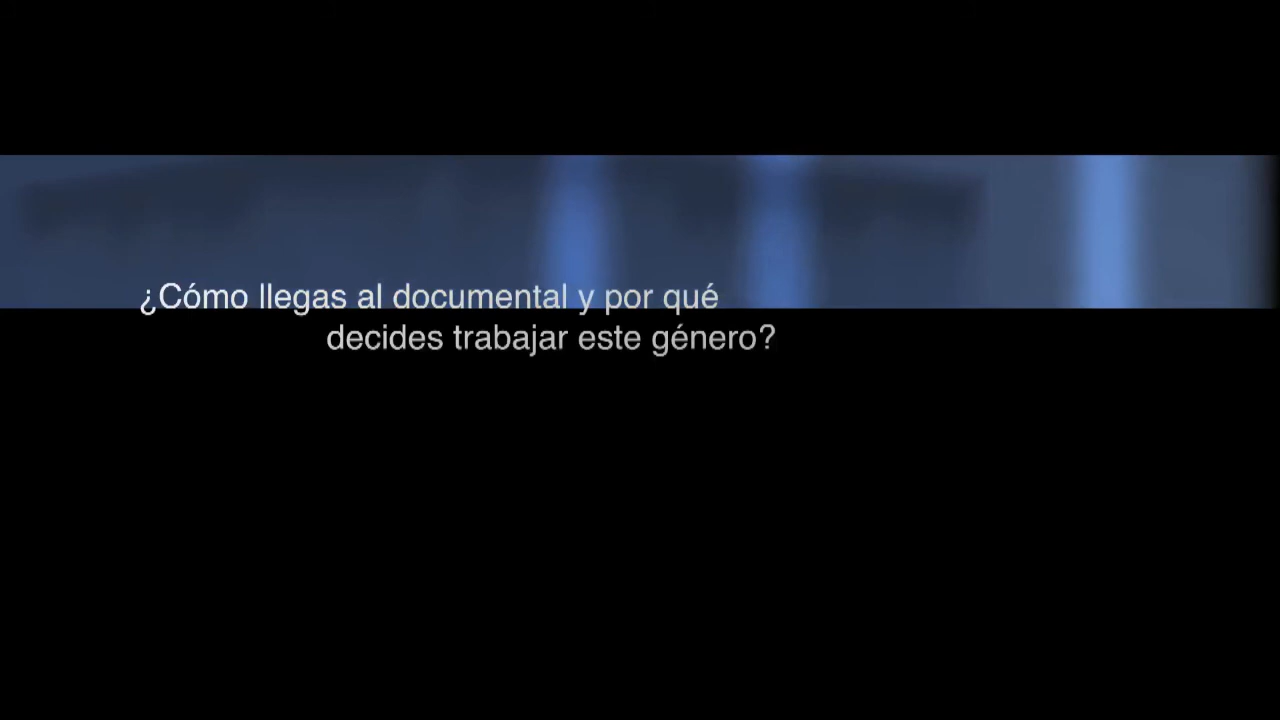 ¿Cómo llegas al documental y por qué
decides trabajar este género?